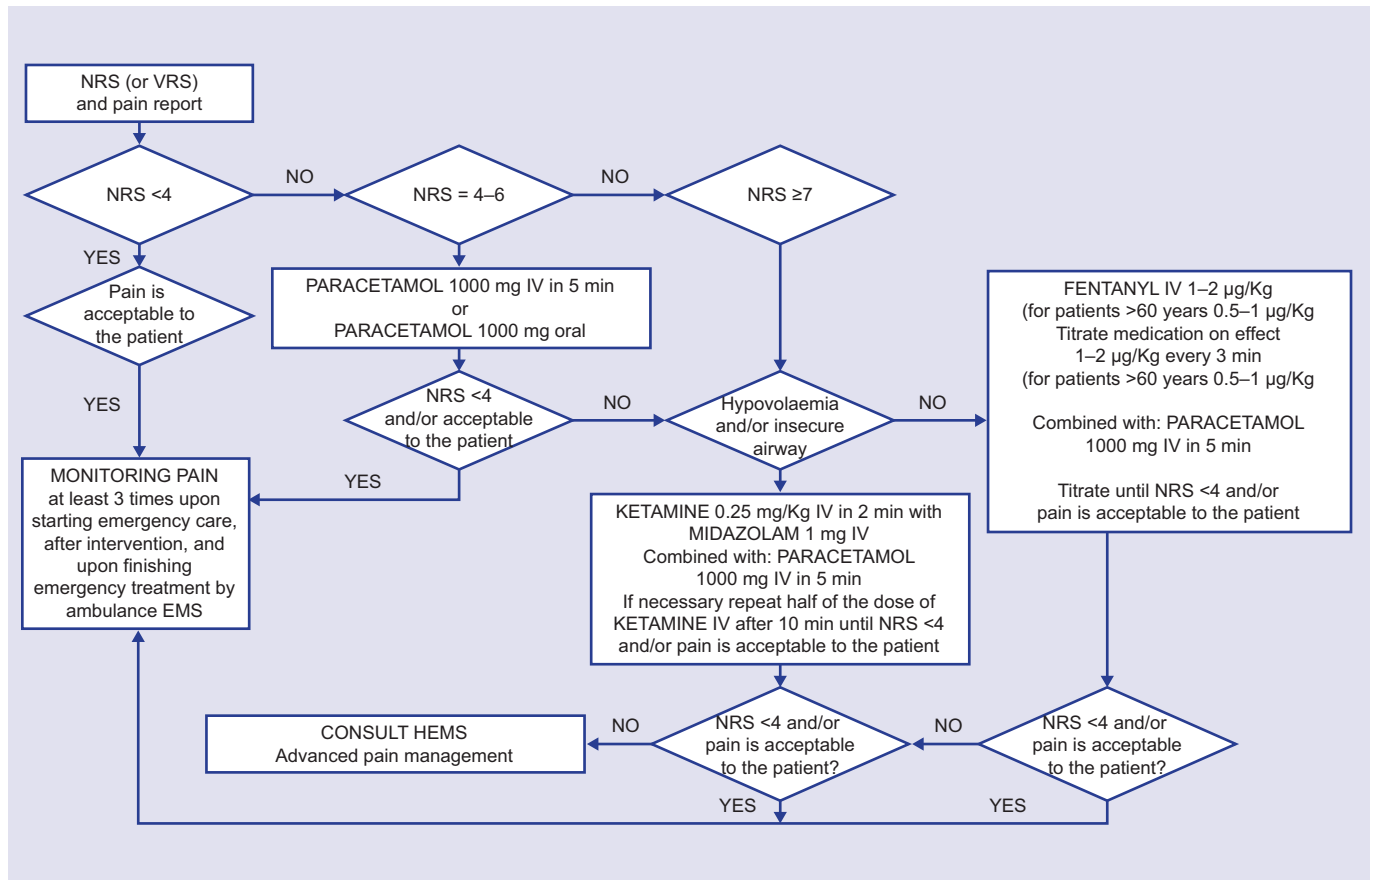 NRS (or VRS)
and pain report
NRS <4
NO
NRS = 4–6
NO
NRS ≥7
YES
Pain is
acceptable to
the patient
YES
PARACETAMOL 1000 mg IV in 5 min
or
PARACETAMOL 1000 mg oral
NRS <4
and/or acceptable
to the patient
NO
YES
Hypovolaemia
and/or insecure
airway
NO
FENTANYL IV 1–2 µg/Kg
(for patients >60 years 0.5–1 µg/Kg
Titrate medication on effect
1–2 µg/Kg every 3 min
(for patients >60 years 0.5–1 µg/Kg
Combined with: PARACETAMOL
1000 mg IV in 5 min
Titrate until NRS <4 and/or
pain is acceptable to the patient
MONITORING PAIN
at least 3 times upon
starting emergency care,
after intervention, and
upon finishing
emergency treatment by
ambulance EMS
KETAMINE 0.25 mg/Kg IV in 2 min with
MIDAZOLAM 1 mg IV
Combined with: PARACETAMOL
1000 mg IV in 5 min
If necessary repeat half of the dose of
KETAMINE IV after 10 min until NRS <4
and/or pain is acceptable to the patient
CONSULT HEMS
Advanced pain management
NO
NRS <4 and/or
pain is acceptable
to the patient?
NO
NRS <4 and/or
pain is acceptable
to the patient?
YES
YES